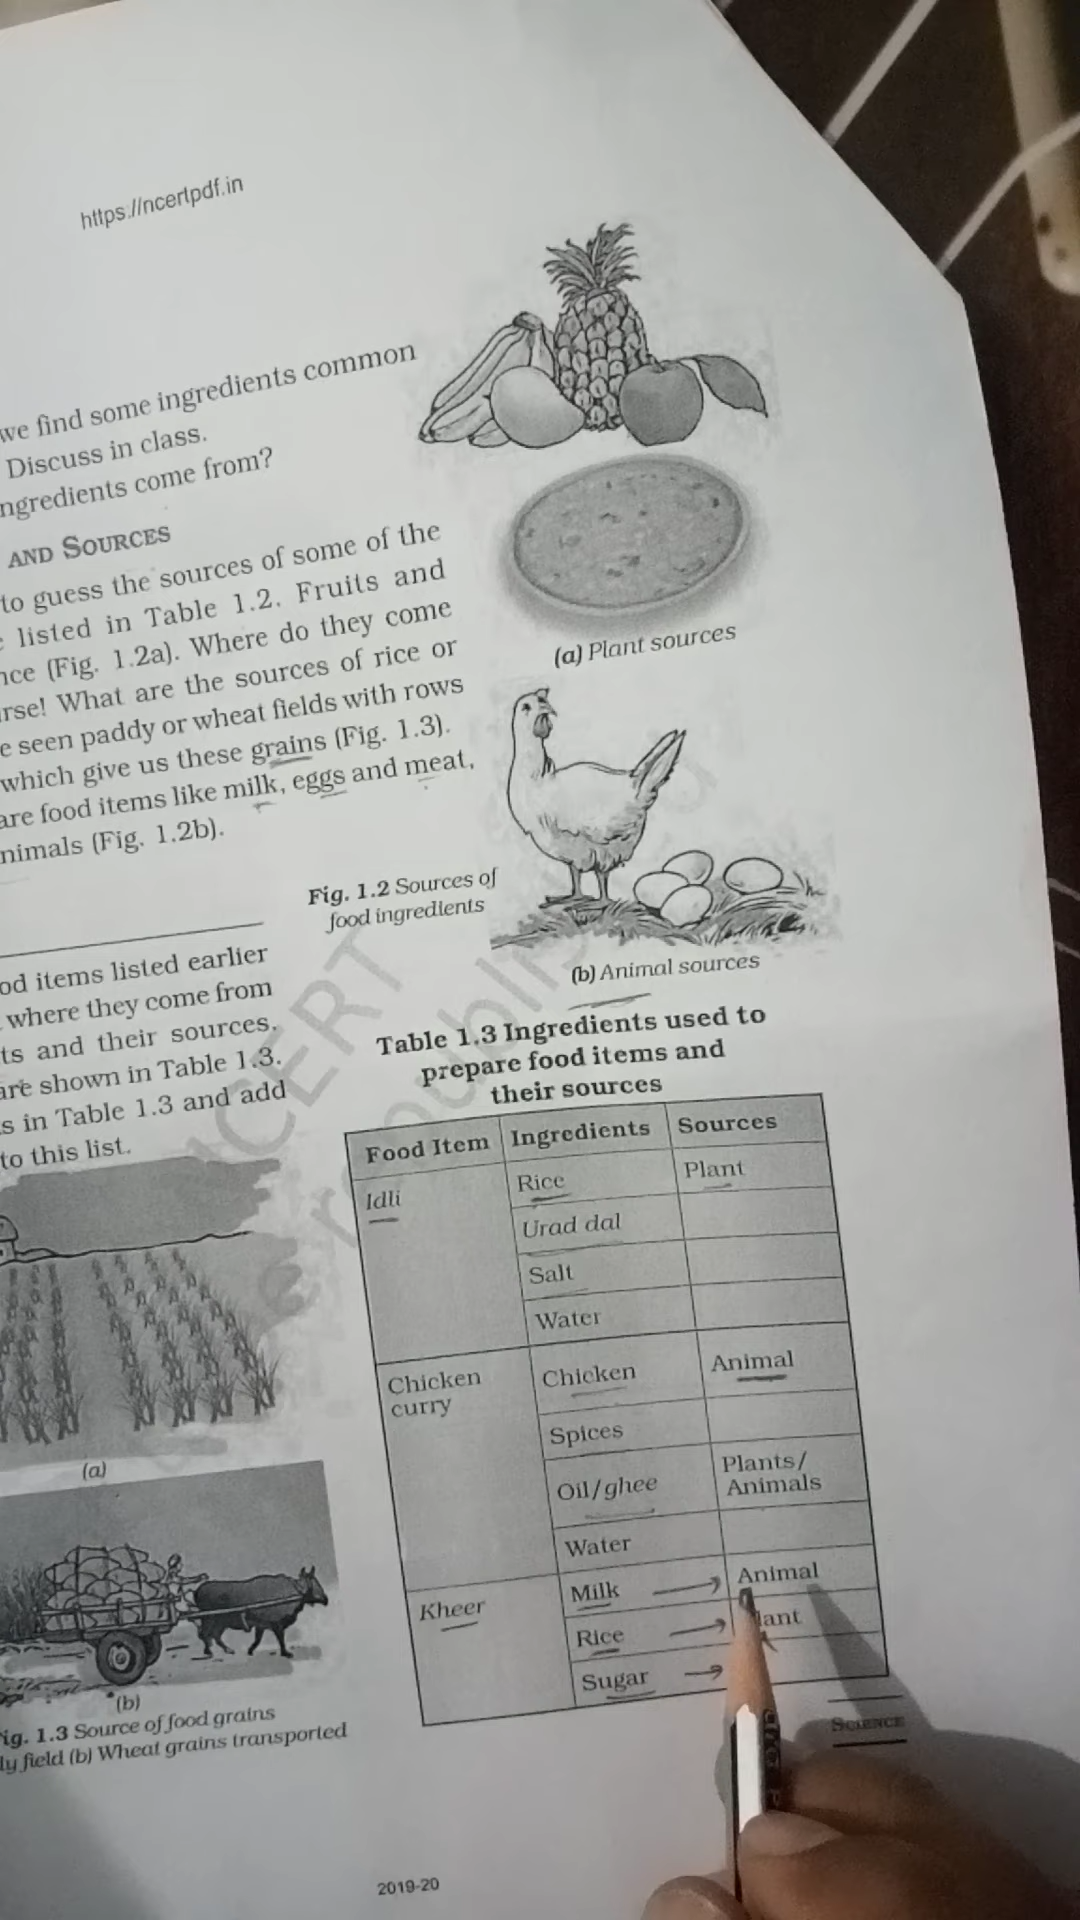 https://ncertpdf.in
we find some ingredients common
Discuss in class.
ngredients come from?
AND SOURCES
to guess the sources of some of the
listed in Table 1.2. Fruits and
nce (Fig. 1.2a). Where do they come
rse! What are the sources of rice or
e seen paddy or wheat fields with rows
which give us these grains (Fig. 1.3).
are food items like milk, eggs and meat,
nimals (Fig. 1.2b).
(a) Plant sources
Fig. 1.2 Sources of
food ingredients
(b) Animal sources
od items listed earlier
where they come from
ts and their sources.
are shown in Table 1.3.
s in Table 1.3 and add
to this list.
(a)
(b)
ig. 1.3 Source of food grains
ly field (b) Wheat grains transported
Table 1.3 Ingredients used to
prepare food items and
their sources
Food Item Ingredients Sources
Idli Rice Plant
Urad dal
Salt
Water
Chicken curry Chicken Animal
Spices
Oil/ghee Plants/
Animals
Water
Kheer Milk Animal
Rice lant
Sugar
SCIENCE
2019-20
NCERT